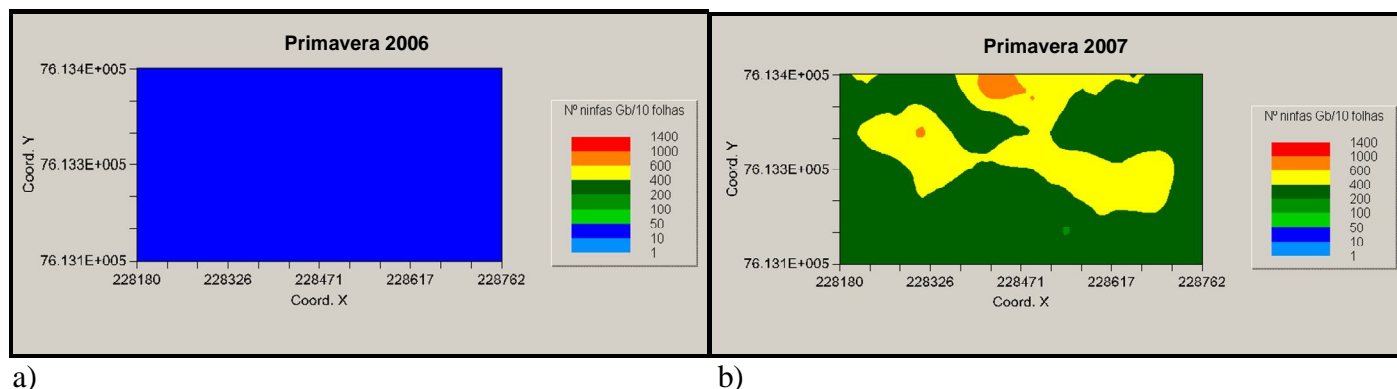 Primavera 2006
76.134E+005
76.133E+005
76.131E+005
Coord. Y
228180 228326 228471 228617 228762
Coord. X
Nº ninfas Gb/10 folhas
1400
1000
600
400
200
100
50
10
1
a)
Primavera 2007
76.134E+005
76.133E+005
76.131E+005
Coord. Y
228180 228326 228471 228617 228762
Coord. X
Nº ninfas Gb/10 folhas
1400
1000
600
400
200
100
50
10
1
b)